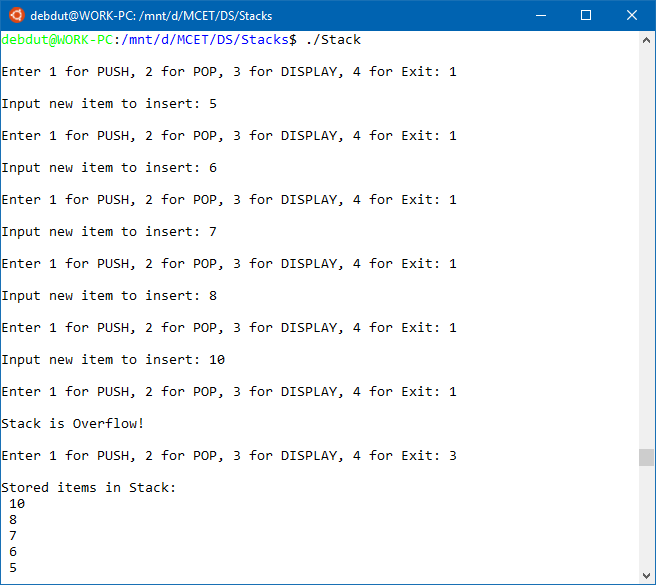 debdut@WORK-PC: /mnt/d/MCET/DS/Stacks
debdut@WORK-PC:/mnt/d/MCET/DS/Stacks$ ./Stack
Enter 1 for PUSH, 2 for POP, 3 for DISPLAY, 4 for Exit: 1
Input new item to insert: 5
Enter 1 for PUSH, 2 for POP, 3 for DISPLAY, 4 for Exit: 1
Input new item to insert: 6
Enter 1 for PUSH, 2 for POP, 3 for DISPLAY, 4 for Exit: 1
Input new item to insert: 7
Enter 1 for PUSH, 2 for POP, 3 for DISPLAY, 4 for Exit: 1
Input new item to insert: 8
Enter 1 for PUSH, 2 for POP, 3 for DISPLAY, 4 for Exit: 1
Input new item to insert: 10
Enter 1 for PUSH, 2 for POP, 3 for DISPLAY, 4 for Exit: 1
Stack is Overflow!
Enter 1 for PUSH, 2 for POP, 3 for DISPLAY, 4 for Exit: 3
Stored items in Stack:
10
8
7
6
5